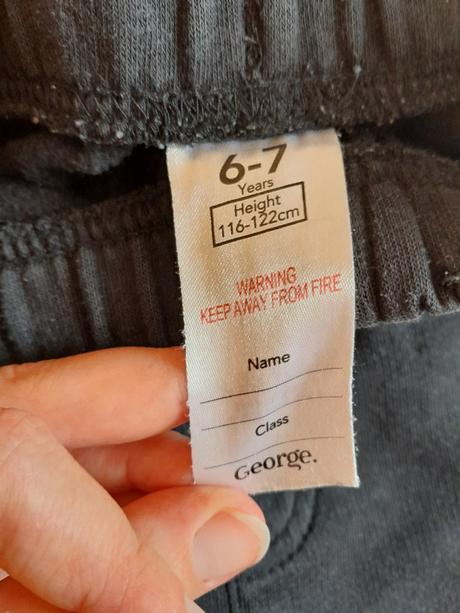 6-7
Years
Height
116-122cm
WARNING
KEEP AWAY FROM FIRE
Name
Class
George.